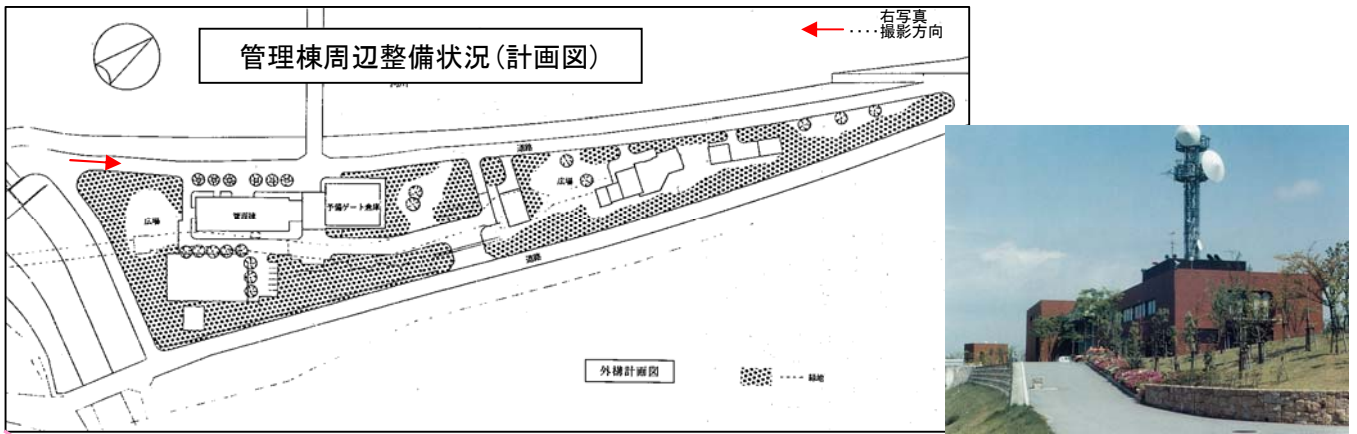 右写真
････撮影方向
管理棟周辺整備状況(計画図)
河川
道路
広場
管理棟
予備ゲート倉庫
広場
道路
外構計画図
---- 緑地